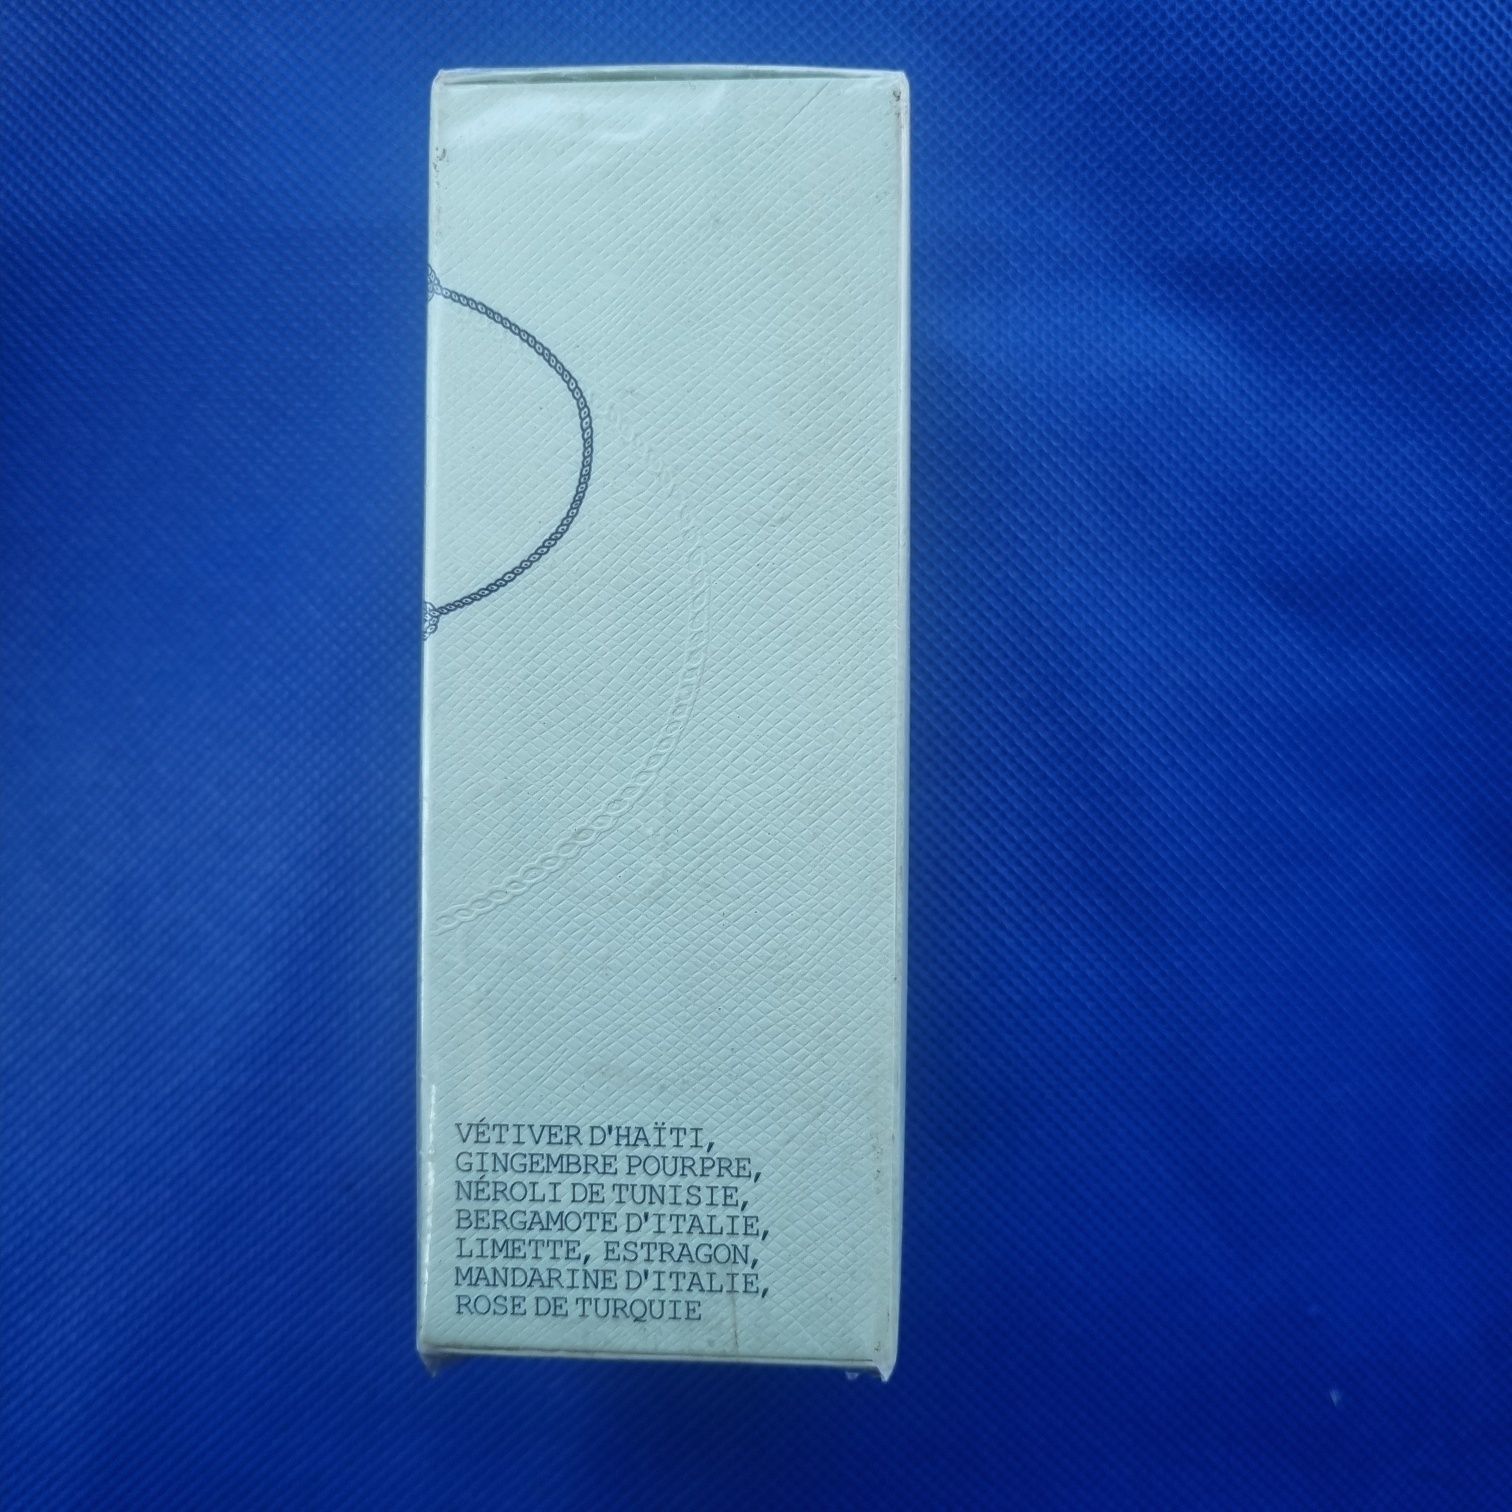 VÉTIVER D'HAÏTI,
GINGEMBRE POURPRE,
NÉROLI DE TUNISIE,
BERGAMOTE D'ITALIE,
LIMETTE, ESTRAGON,
MANDARINE D'ITALIE,
ROSE DE TURQUIE